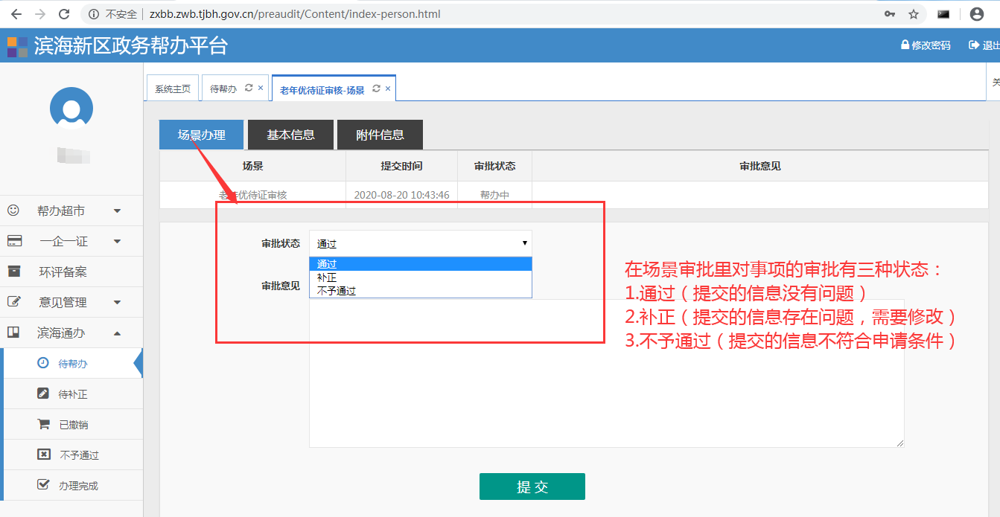 不安全 zxbb.zwb.tjbh.gov.cn/preaudit/Content/index-person.html
滨海新区政务帮办平台
修改密码
系统主页
待帮办
老年优待证审核-场景
场景办理
基本信息
附件信息
场景
提交时间
审批状态
审批意见
2020-08-20 10:43:46
帮办中
帮办超市
一企一证
环评备案
意见管理
滨海通办
待帮办
待补正
已撤销
不予通过
办理完成
审批状态
通过
通过
补正
不予通过
审批意见
在场景审批里对事项的审批有三种状态：
1.通过（提交的信息没有问题）
2.补正（提交的信息存在问题，需要修改）
3.不予通过（提交的信息不符合申请条件）
提 交